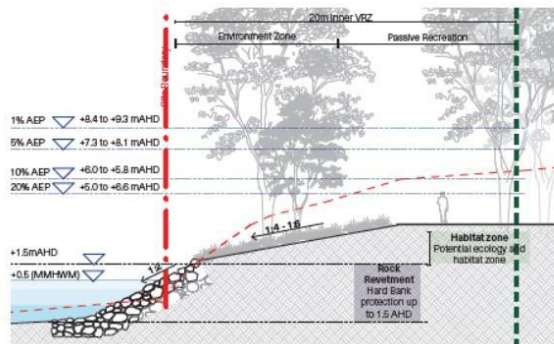 20m Inner VRZ
Environment Zone
Passive Recreation
1% AEP +8.4 to +9.3 mAHD
5% AEP +7.3 to +8.1 mAHD
10% AEP +6.0 to +5.8 mAHD
20% AEP +5.0 to +6.6 mAHD
1:4 - 1:6
+1.5mAHD
+0.5 (MMHWM)
1:2
Habitat zone
Potential ecology and
habitat zone
Rock
Revetment
Hard Bank
protection up
to 1.5 AHD